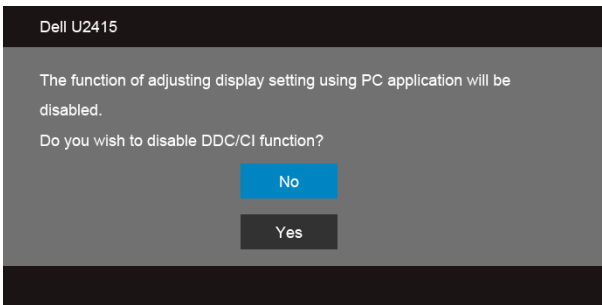 Dell U2415
The function of adjusting display setting using PC application will be
disabled.
Do you wish to disable DDC/CI function?
No
Yes